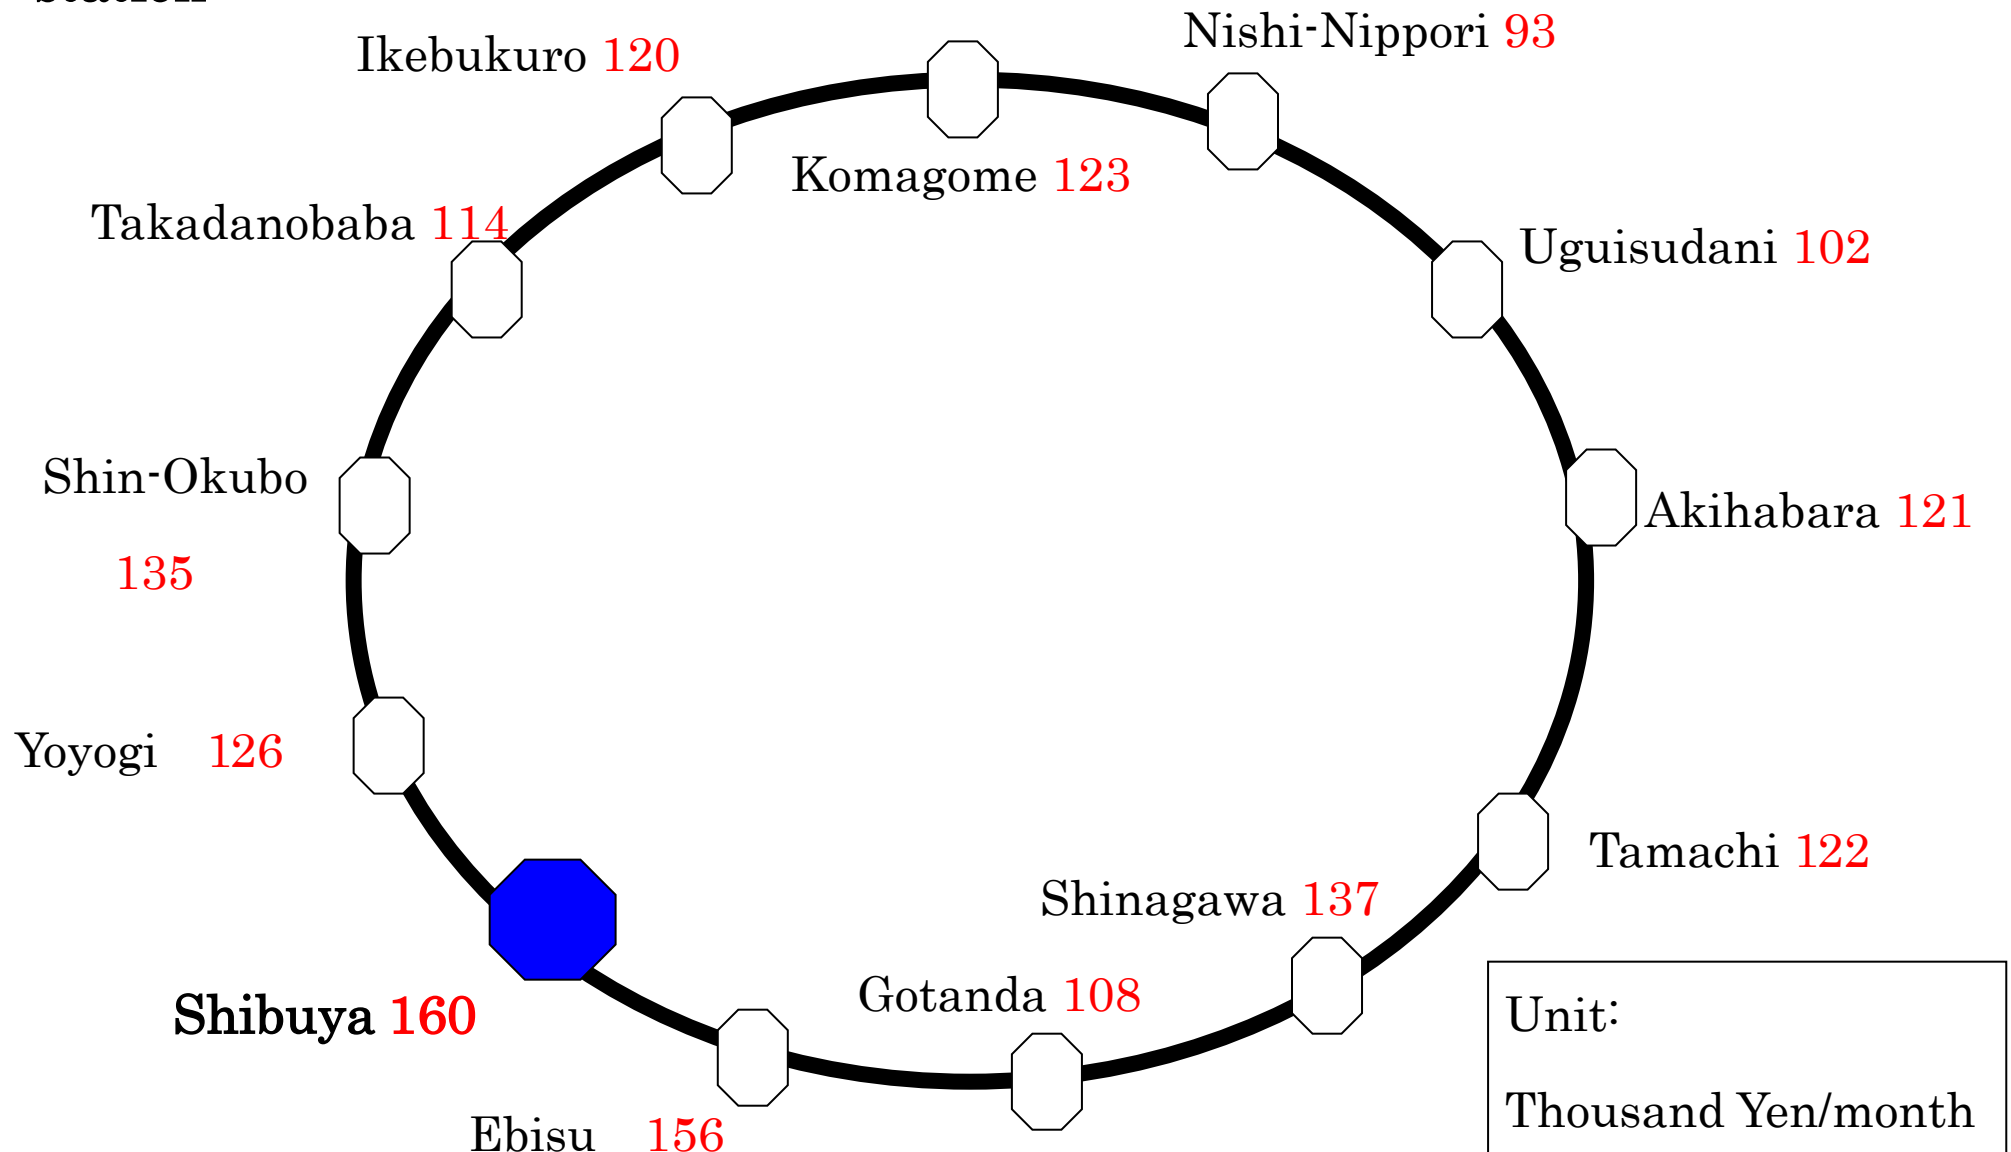 Nishi-Nippori 93
Ikebukuro 120
Komagome 123
Takadanobaba 114
Uguisudani 102
Shin-Okubo
135
Akihabara 121
Yoyogi 126
Tamachi 122
Shinagawa 137
Gotanda 108
Shibuya 160
Ebisu 156
Unit:
Thousand Yen/month